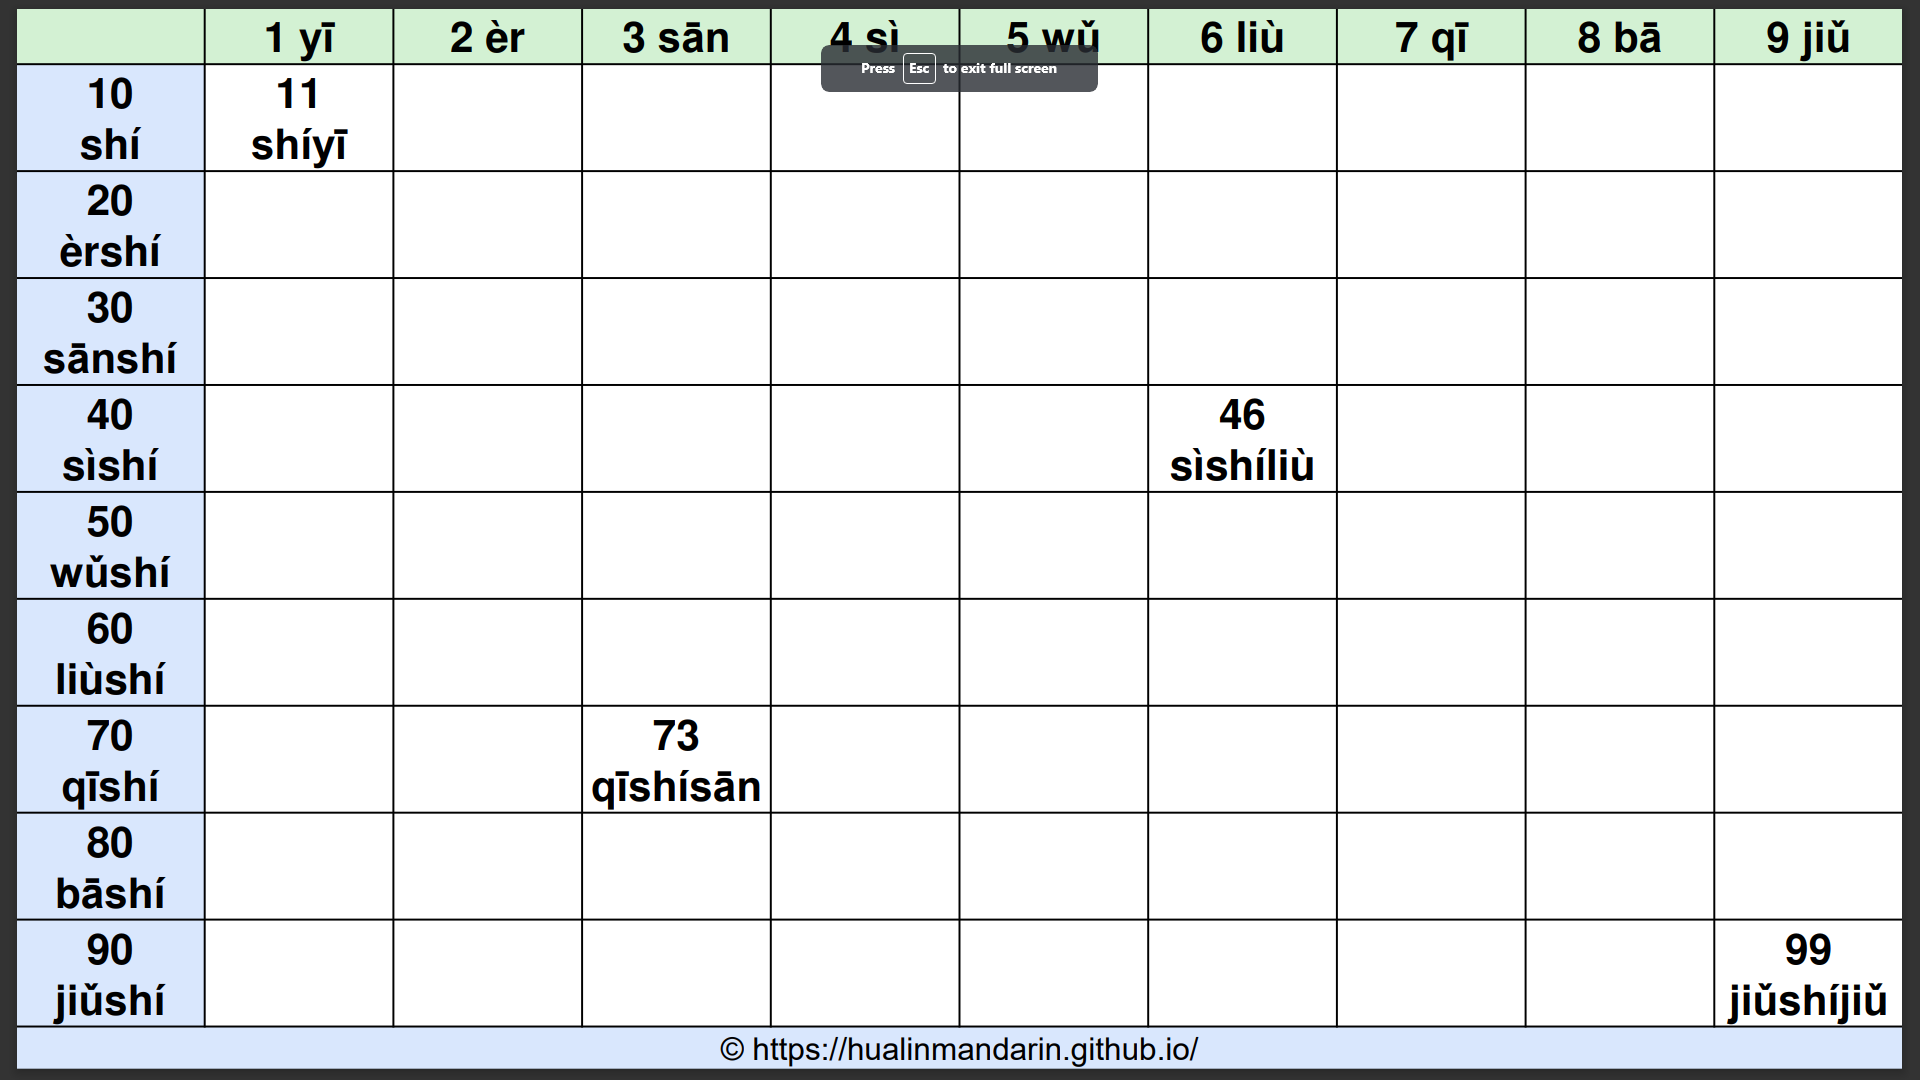 1 yī 2 èr 3 sān 4 sì 5 wǔ 6 liù 7 qī 8 bā 9 jiǔ
Press Esc to exit full screen
10 11
shí shíyī
20
èrshí
30
sānshí
40 46
sìshí sìshíliù
50
wǔshí
60
liùshí
70 73
qīshí qīshísān
80
bāshí
90 99
jiǔshí jiǔshíjiǔ
© https://hualinmandarin.github.io/